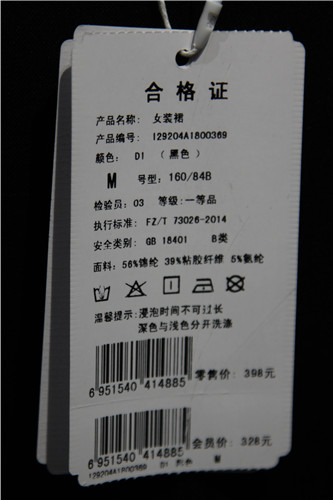 合格证
产品名称: 女装裙
产品编号: 129204A1800369
颜色: D1 (黑色)
M 号型: 160/84B
检验员: 03 等级: 一等品
执行标准: FZ/T 73026-2014
安全类别: GB 18401 B类
面料: 56%锦纶 39%粘胶纤维 5%氨纶
温馨提示: 浸泡时间不可过长
深色与浅色分开洗涤
零售价: 398元
6 951540 414885
会员价: 328元
6 951540 414885
129204A1800369 D1